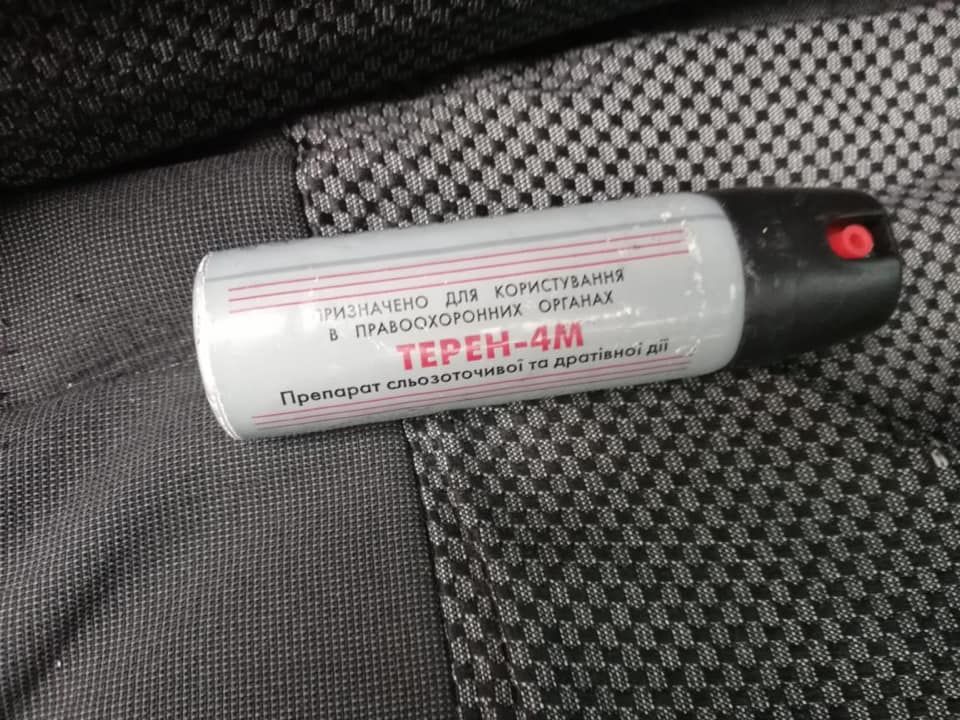 ПРИЗНАЧЕНО ДЛЯ КОРИСТУВАННЯ
В ПРАВООХОРОННИХ ОРГАНАХ
ТЕРЕН-4М
Препарат сльозоточивої та дратівної дії